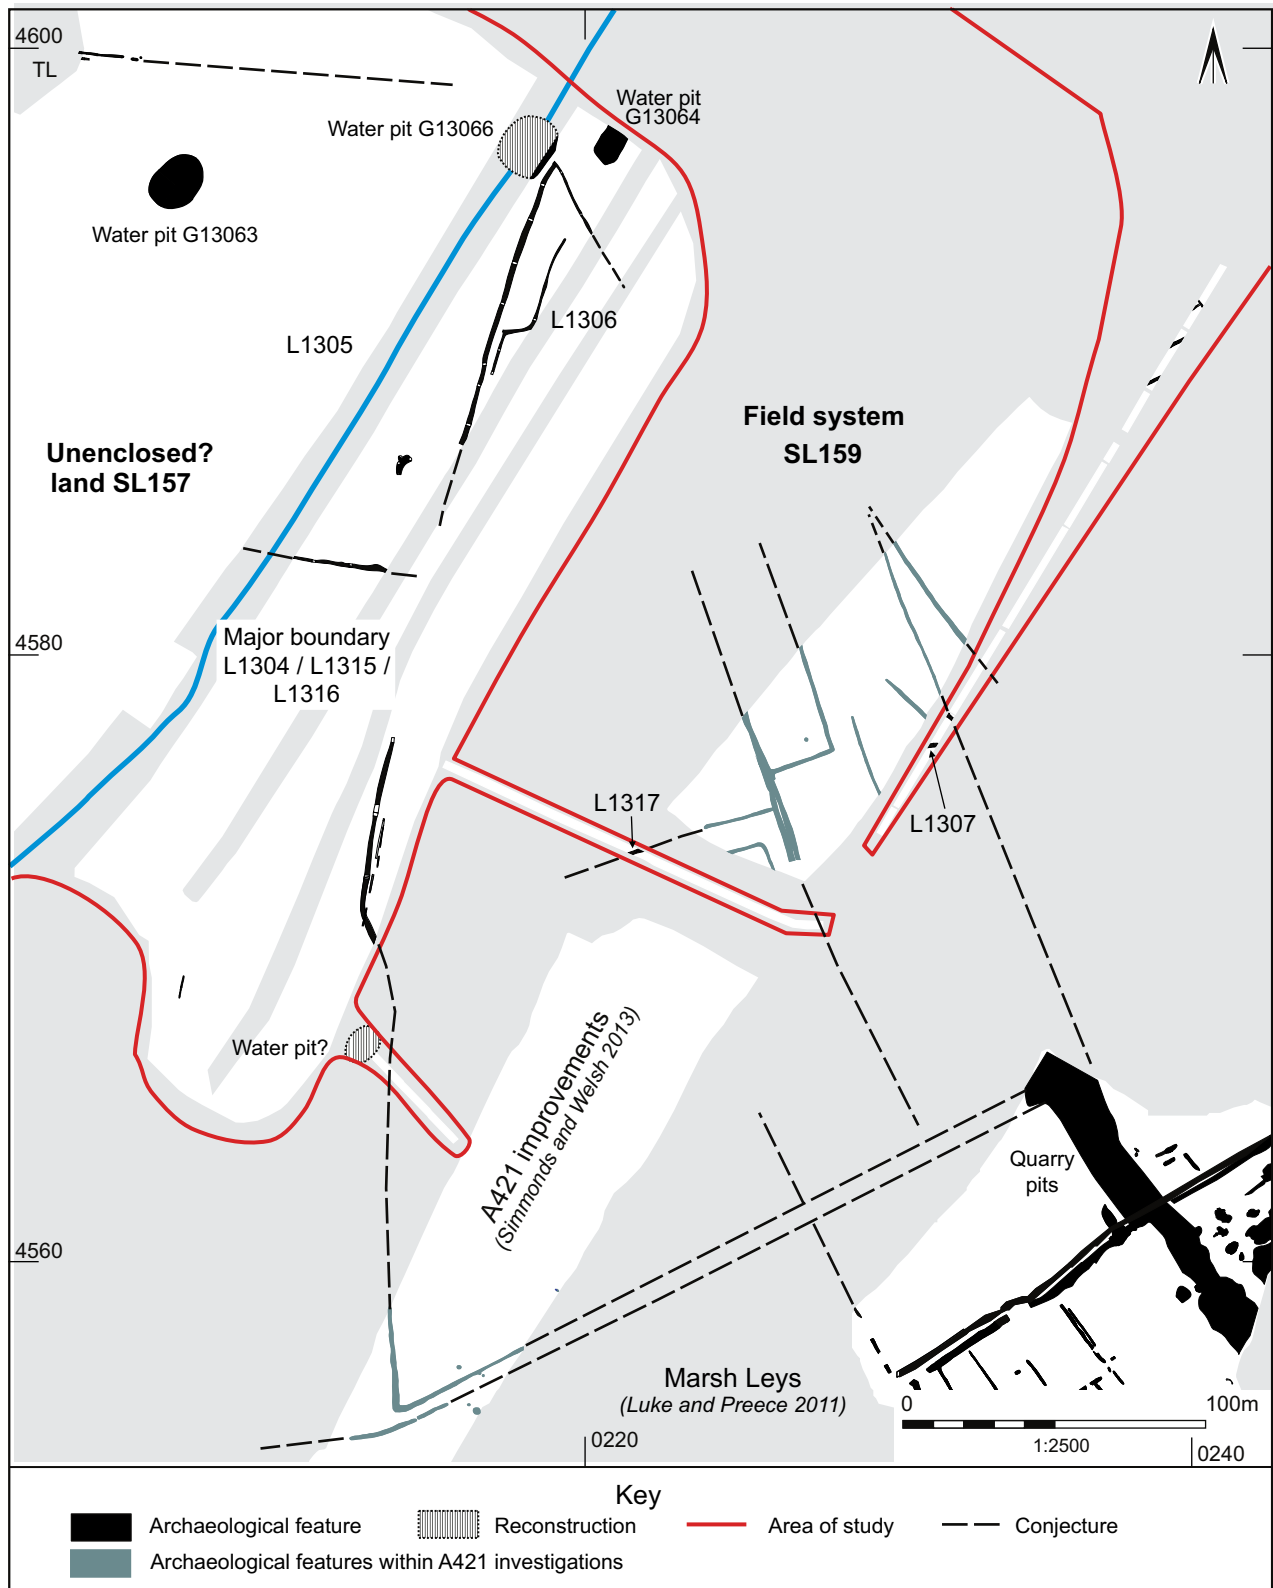 4600
TL
Water pit G13066
Water pit
G13064
Water pit G13063
L1305
L1306
Unenclosed?
land SL157
Field system
SL159
4580
Major boundary
L1304 / L1315 /
L1316
L1317
L1307
Water pit?
A421 improvements
(Simmonds and Welsh 2013)
Quarry
pits
4560
Marsh Leys
(Luke and Preece 2011)
0
100m
1:2500
0220
0240
Key
Archaeological feature
Reconstruction
Area of study
Conjecture
Archaeological features within A421 investigations